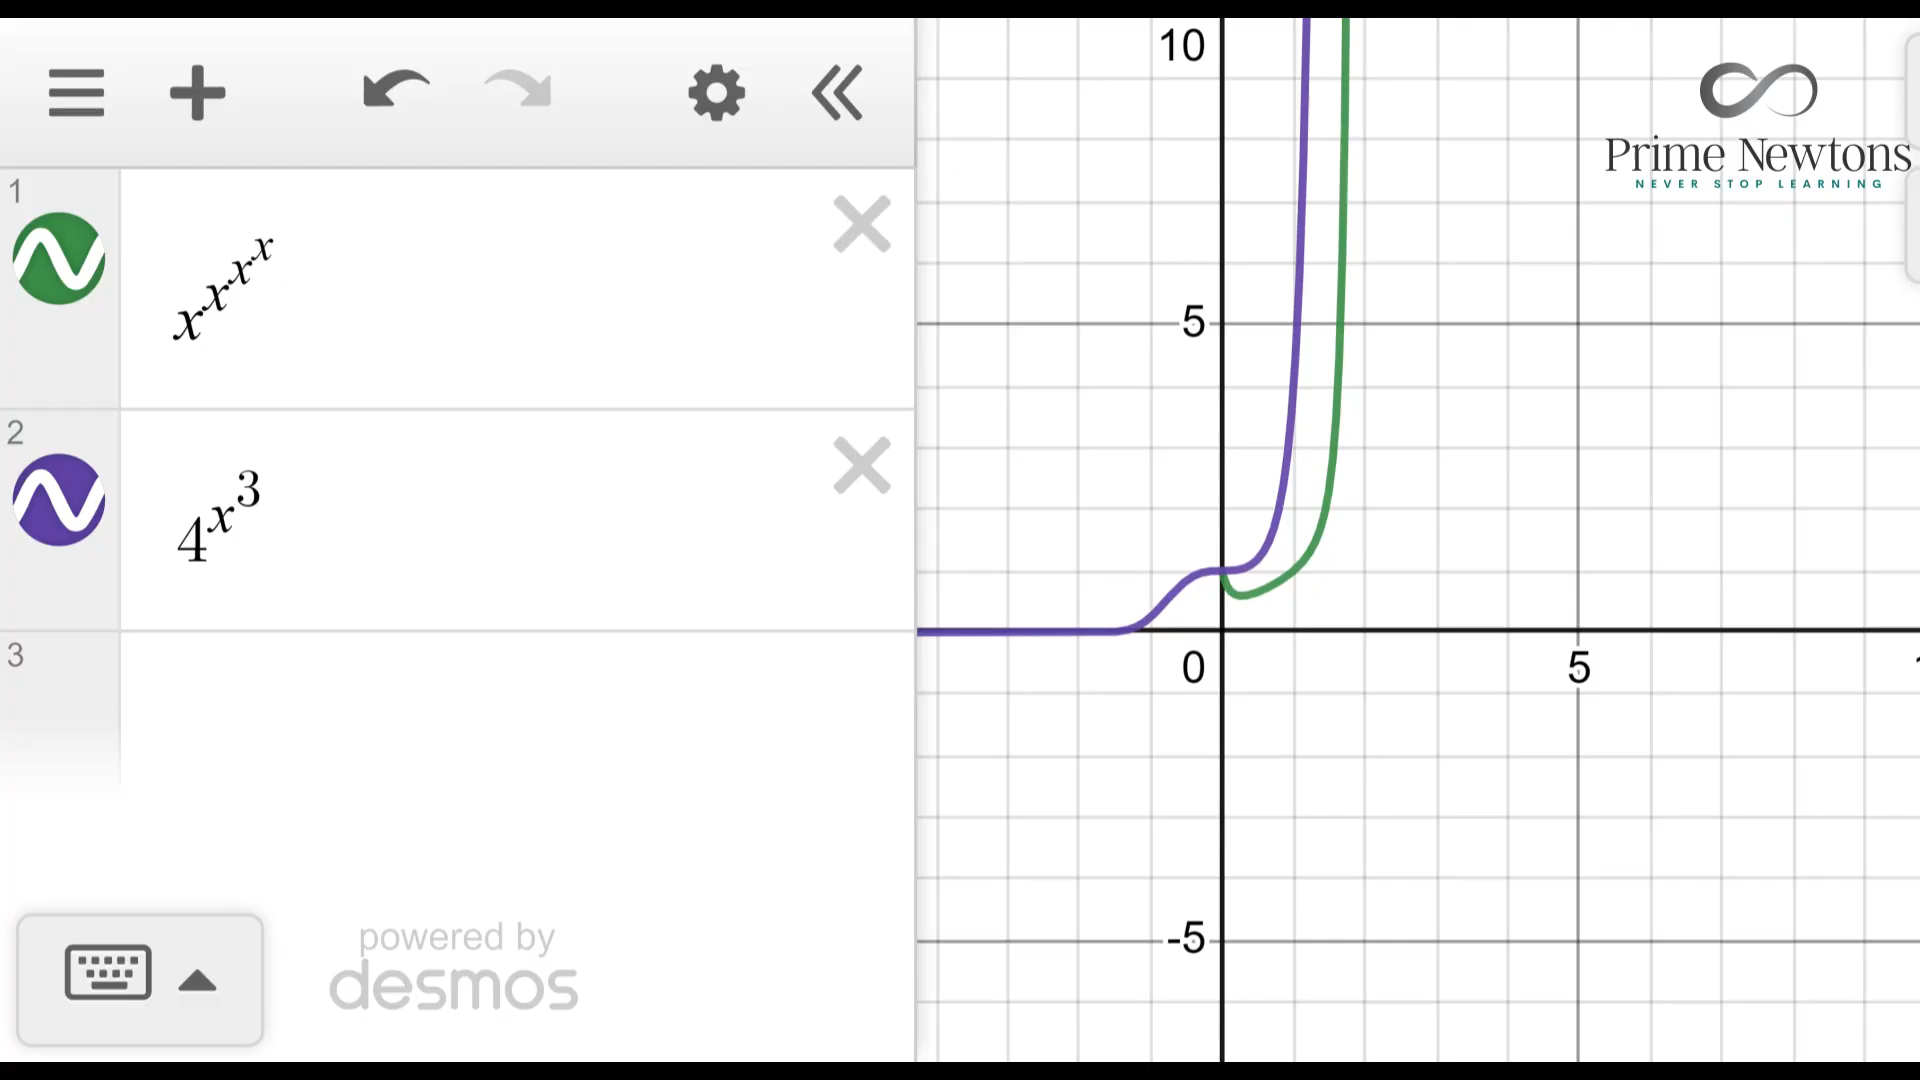 1
x^{x^{x^{x}}}
2
4^{x^{3}}
3
powered by
desmos
10
5
0
5
-5
Prime Newtons
NEVER STOP LEARNING